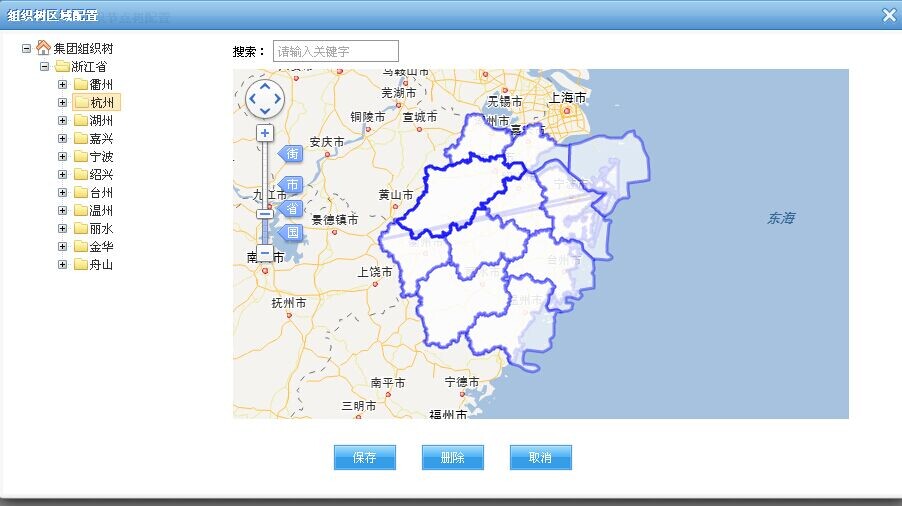 组织树区域配置
集团组织树
浙江省
衢州
杭州
湖州
嘉兴
宁波
绍兴
台州
温州
丽水
金华
舟山
搜索：
请输入关键字
马鞍山市
芜湖市
无锡市
上海市
铜陵市
宣城市
安庆市
街
市
省
国
九江市
黄山市
景德镇市
东海
台州市
上饶市
抚州市
南平市
宁德市
三明市
福州市
保存
删除
取消